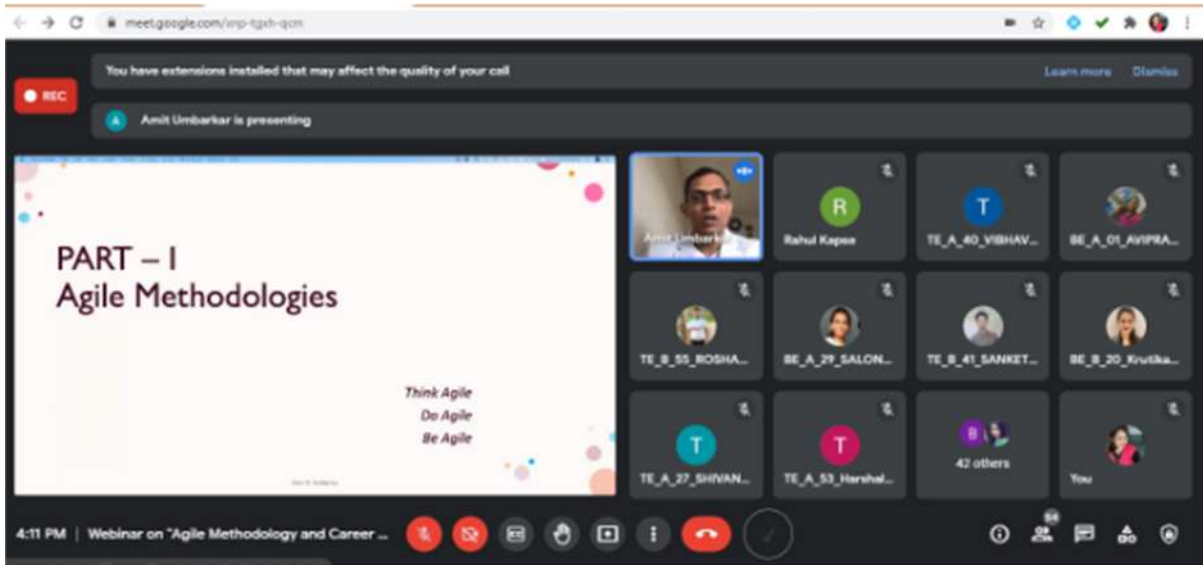 meet.google.com/xnp-tgxh-qcm
You have extensions installed that may affect the quality of your call
Learn more
Dismiss
REC
A
Amit Umbarkar is presenting
PART – I
Agile Methodologies
Think Agile
Do Agile
Be Agile
Amit Umbarkar
R
Rahul Kapse
T
TE_A_40_VIBHAV...
BE_A_01_AVIPRA...
TE_B_55_ROSHA...
BE_A_29_SALON...
TE_B_41_SANKET...
BE_B_20_Krutika...
T
TE_A_27_SHIVAN...
T
TE_A_53_Harshal...
B
42 others
You
4:11 PM | Webinar on "Agile Methodology and Career ...
54